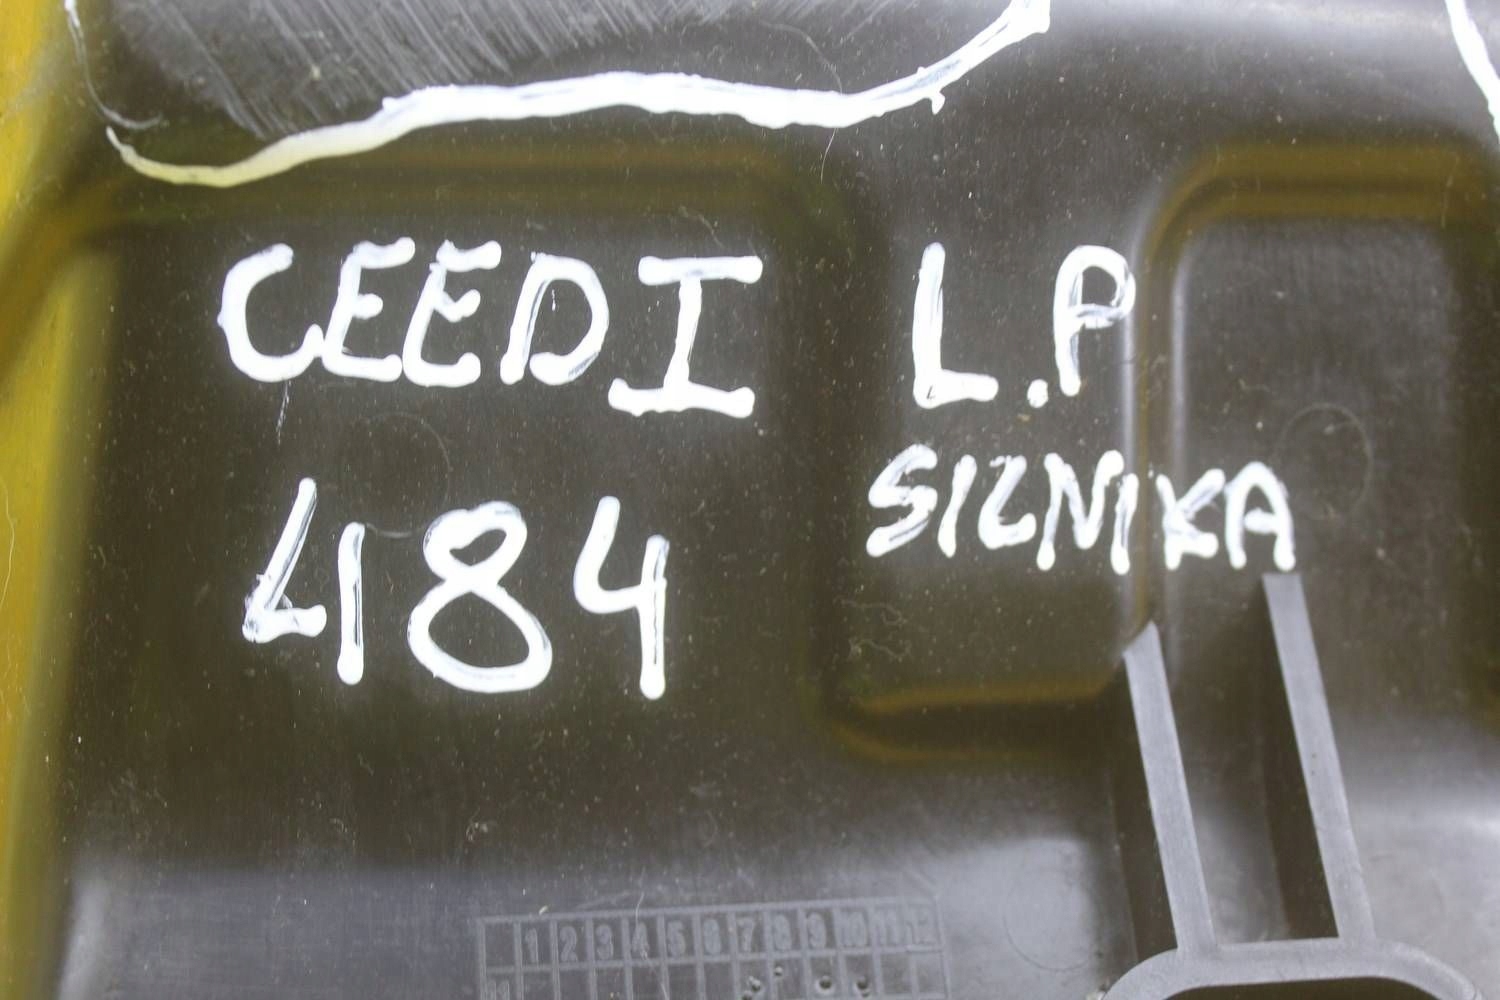 CEED I L.P
SILNIKA
484
1 2 3 4 5 6 7 8 9 10 11 12